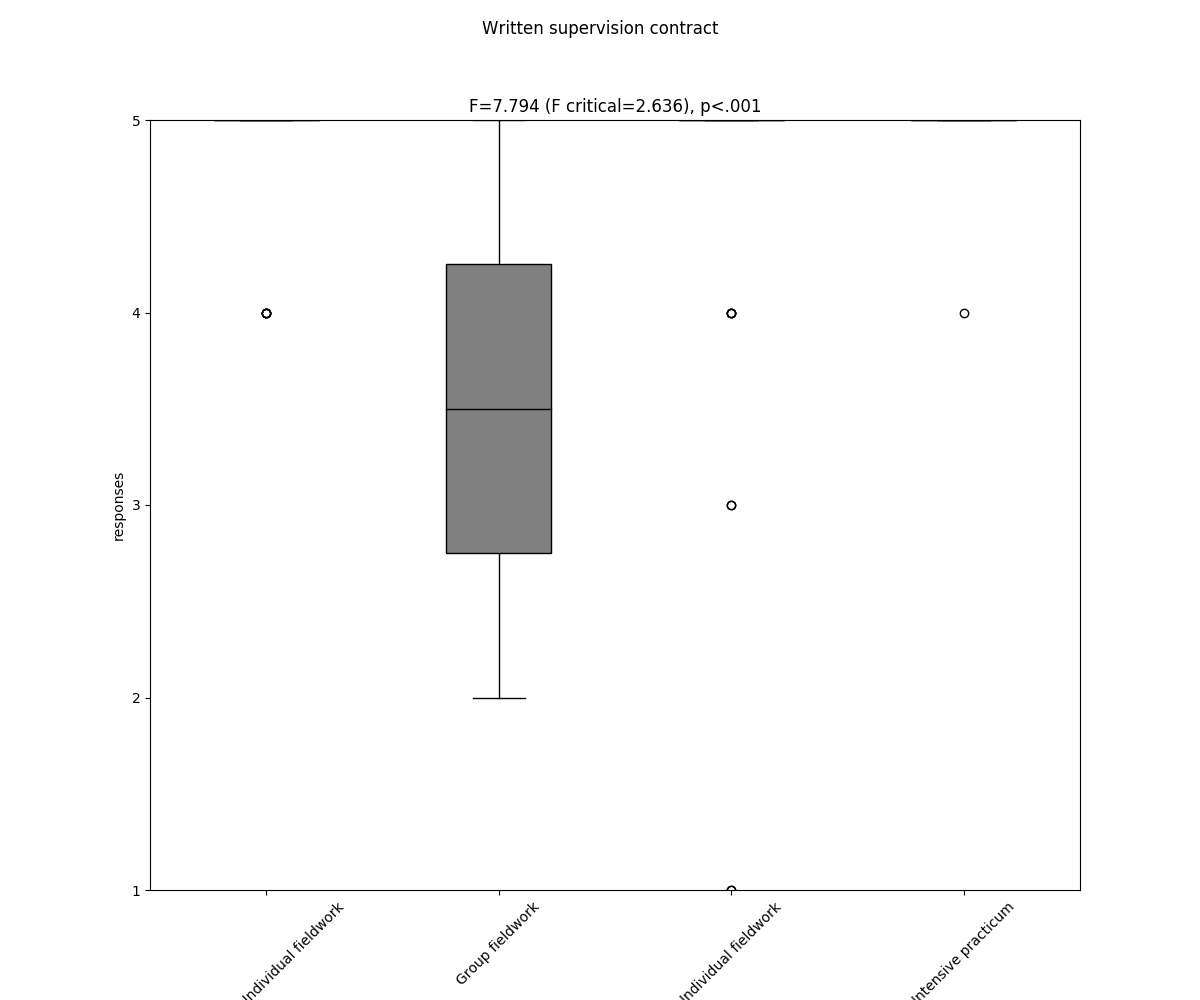 Written supervision contract
F=7.794 (F critical=2.636), p<.001
5
4
3
2
1
responses
Individual fieldwork
Group fieldwork
Individual fieldwork
Intensive practicum